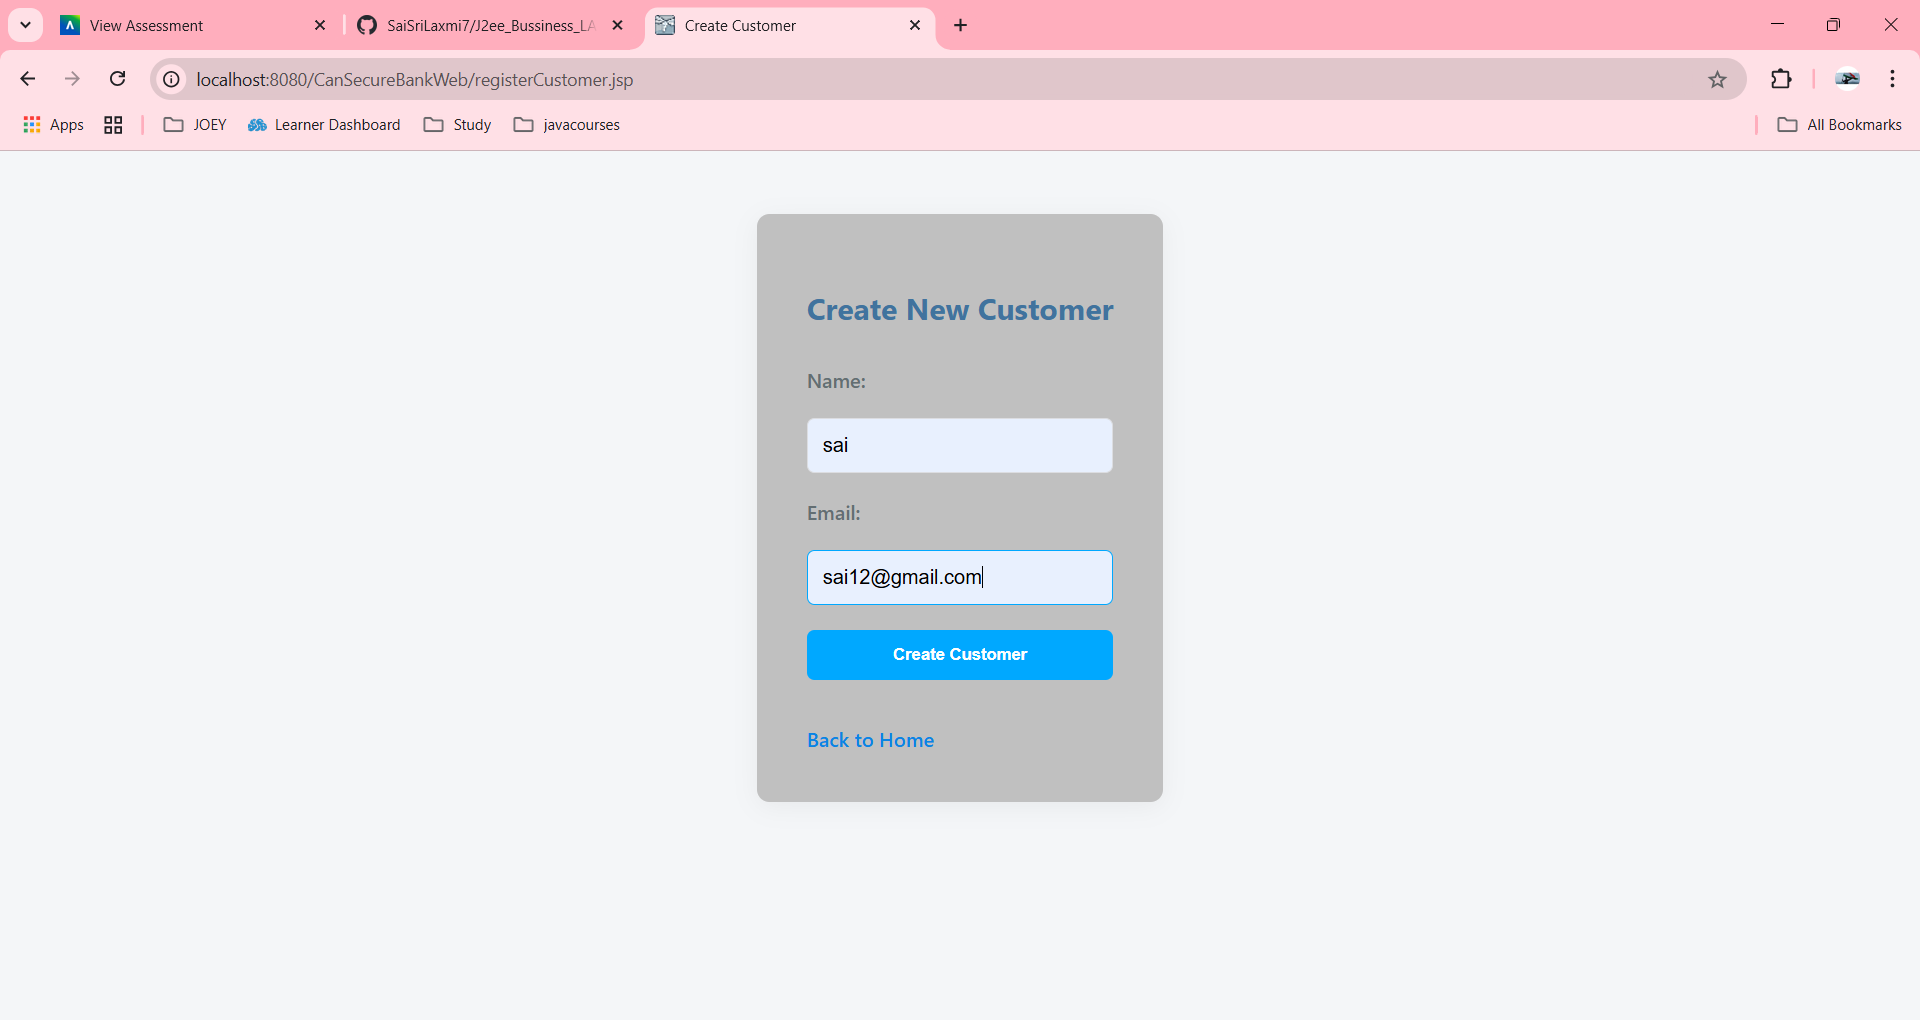 View Assessment
SaiSriLaxmi7/J2ee_Bussiness_LA
Create Customer
localhost:8080/CanSecureBankWeb/registerCustomer.jsp
Apps
JOEY
Learner Dashboard
Study
javacourses
All Bookmarks
Create New Customer
Name:
sai
Email:
sai12@gmail.com
Create Customer
Back to Home